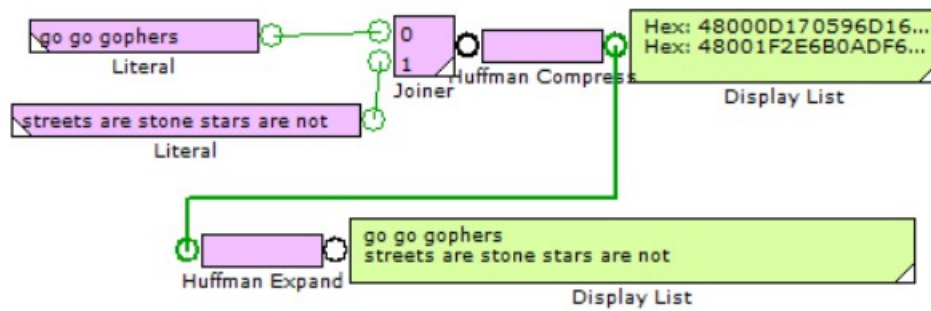 go go gophers
Literal
0
1
Joiner
Huffman Compress
Hex: 48000D170596D16...
Hex: 48001F2E6B0ADF6...
Display List
streets are stone stars are not
Literal
Huffman Expand
go go gophers
streets are stone stars are not
Display List